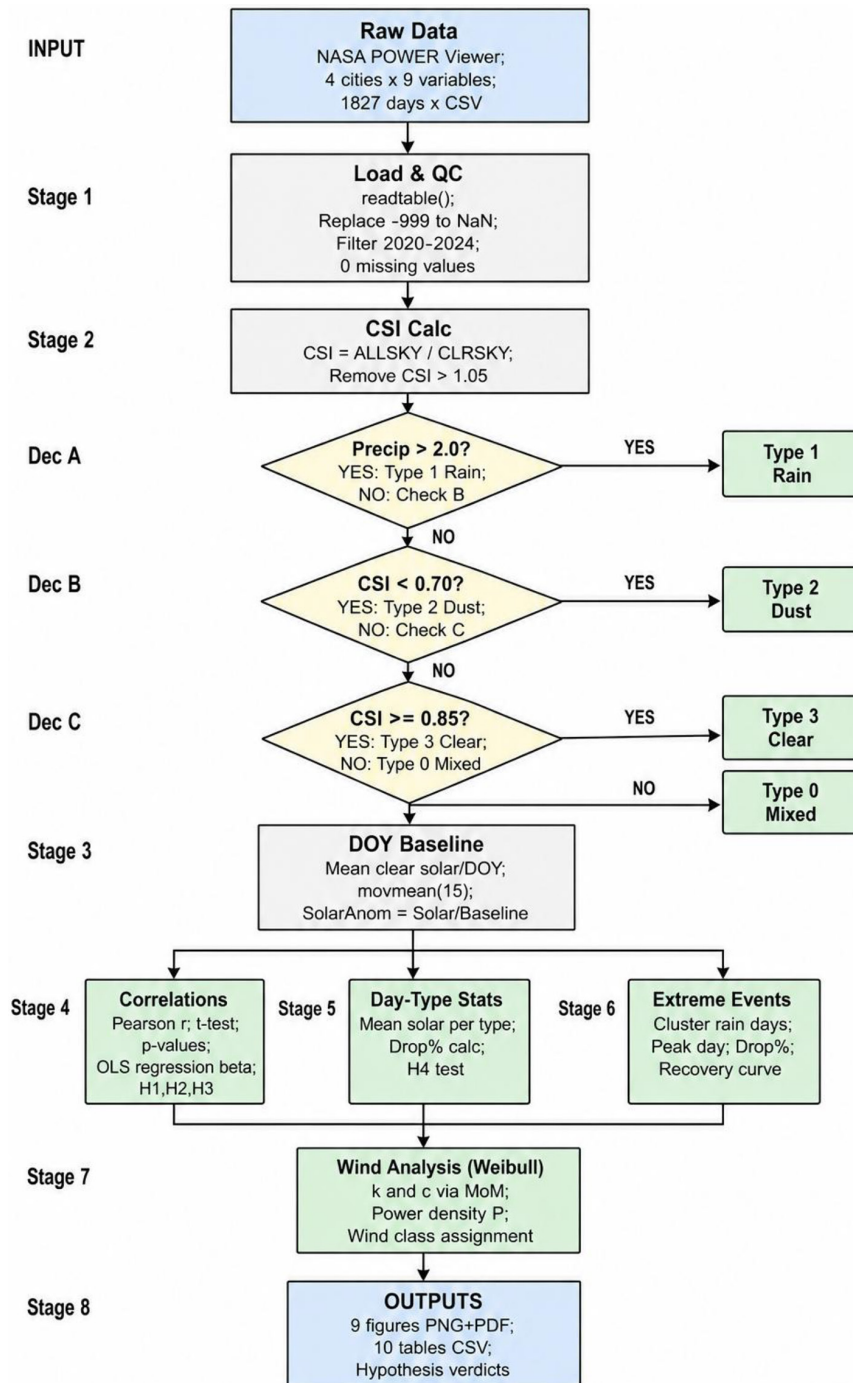 INPUT
Raw Data
NASA POWER Viewer;
4 cities x 9 variables;
1827 days x CSV
Stage 1
Load & QC
readtable();
Replace -999 to NaN;
Filter 2020-2024;
0 missing values
Stage 2
CSI Calc
CSI = ALLSKY / CLRSKY;
Remove CSI > 1.05
Dec A
Precip > 2.0?
YES: Type 1 Rain;
NO: Check B
YES
Type 1
Rain
NO
Dec B
CSI < 0.70?
YES: Type 2 Dust;
NO: Check C
YES
Type 2
Dust
NO
Dec C
CSI >= 0.85?
YES: Type 3 Clear;
NO: Type 0 Mixed
YES
Type 3
Clear
NO
Type 0
Mixed
Stage 3
DOY Baseline
Mean clear solar/DOY;
movmean(15);
SolarAnom = Solar/Baseline
Stage 4
Correlations
Pearson r; t-test;
p-values;
OLS regression beta;
H1,H2,H3
Stage 5
Day-Type Stats
Mean solar per type;
Drop% calc;
H4 test
Stage 6
Extreme Events
Cluster rain days;
Peak day; Drop%;
Recovery curve
Stage 7
Wind Analysis (Weibull)
k and c via MoM;
Power density P;
Wind class assignment
Stage 8
OUTPUTS
9 figures PNG+PDF;
10 tables CSV;
Hypothesis verdicts